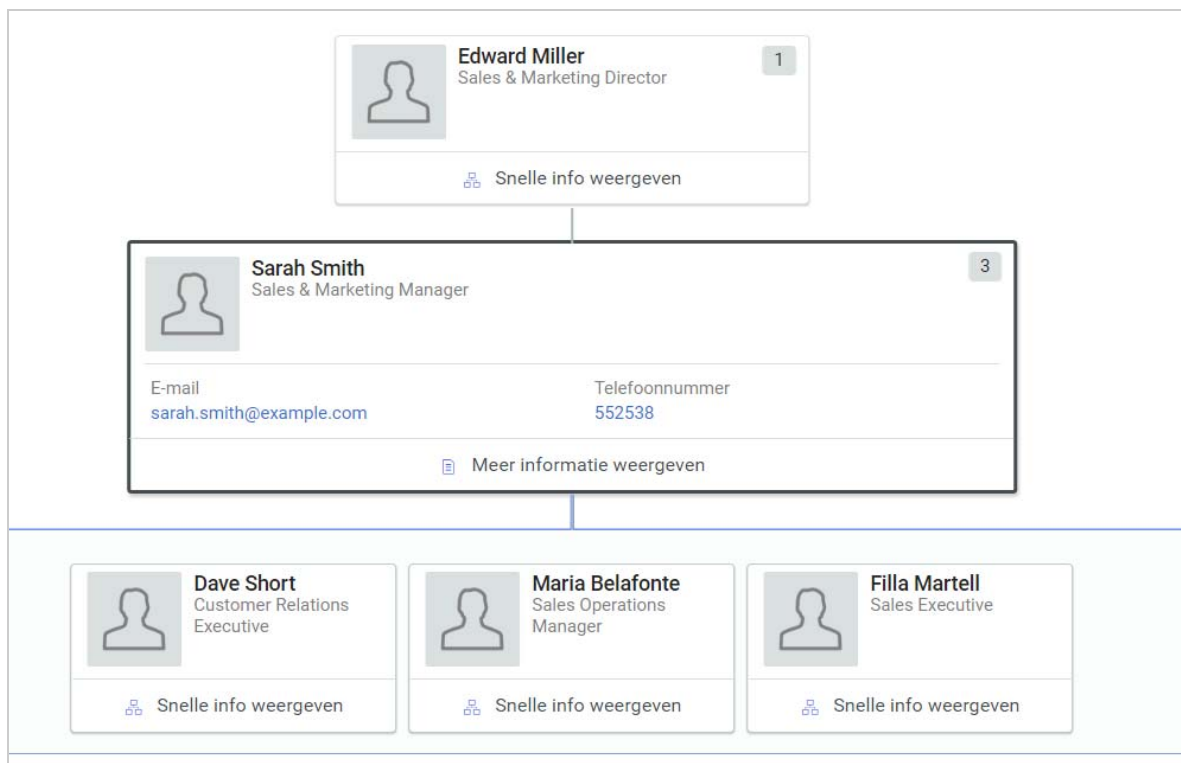 Edward Miller
1
Sales & Marketing Director
Snelle info weergeven
Sarah Smith
3
Sales & Marketing Manager
E-mail
Telefoonnummer
sarah.smith@example.com
552538
Meer informatie weergeven
Dave Short
Customer Relations
Executive
Snelle info weergeven
Maria Belafonte
Sales Operations
Manager
Snelle info weergeven
Filla Martell
Sales Executive
Snelle info weergeven